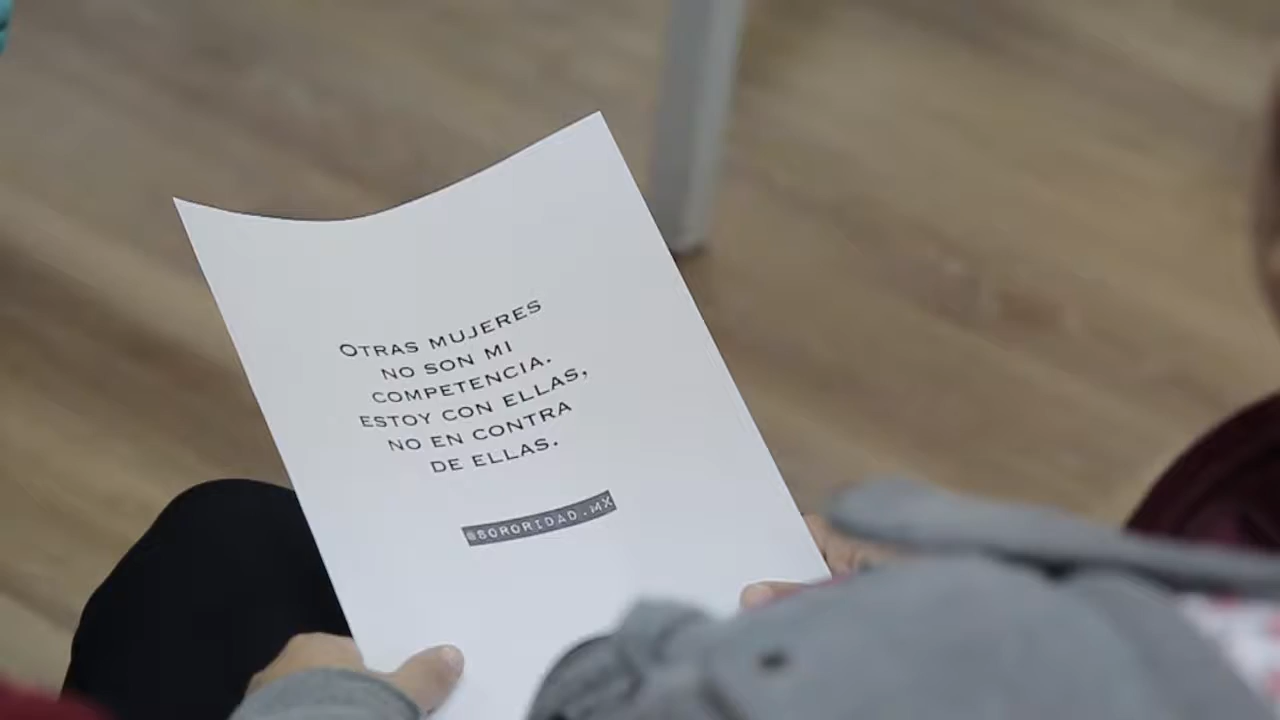 OTRAS MUJERES
NO SON MI
COMPETENCIA.
ESTOY CON ELLAS,
NO EN CONTRA
DE ELLAS.
@SORORIDAD.MX